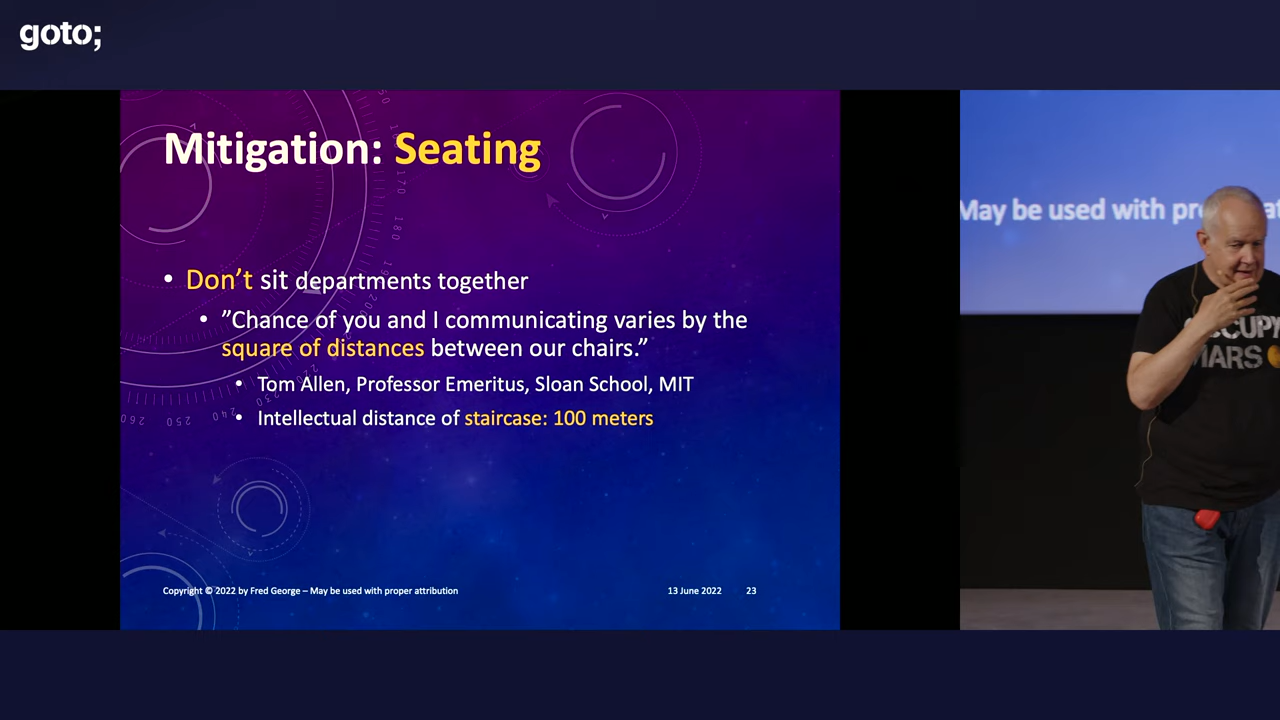 goto;
Mitigation: Seating
• Don’t sit departments together
• ”Chance of you and I communicating varies by the
square of distances between our chairs.”
• Tom Allen, Professor Emeritus, Sloan School, MIT
• Intellectual distance of staircase: 100 meters
Copyright © 2022 by Fred George – May be used with proper attribution
13 June 2022
23
May be used with
MARS